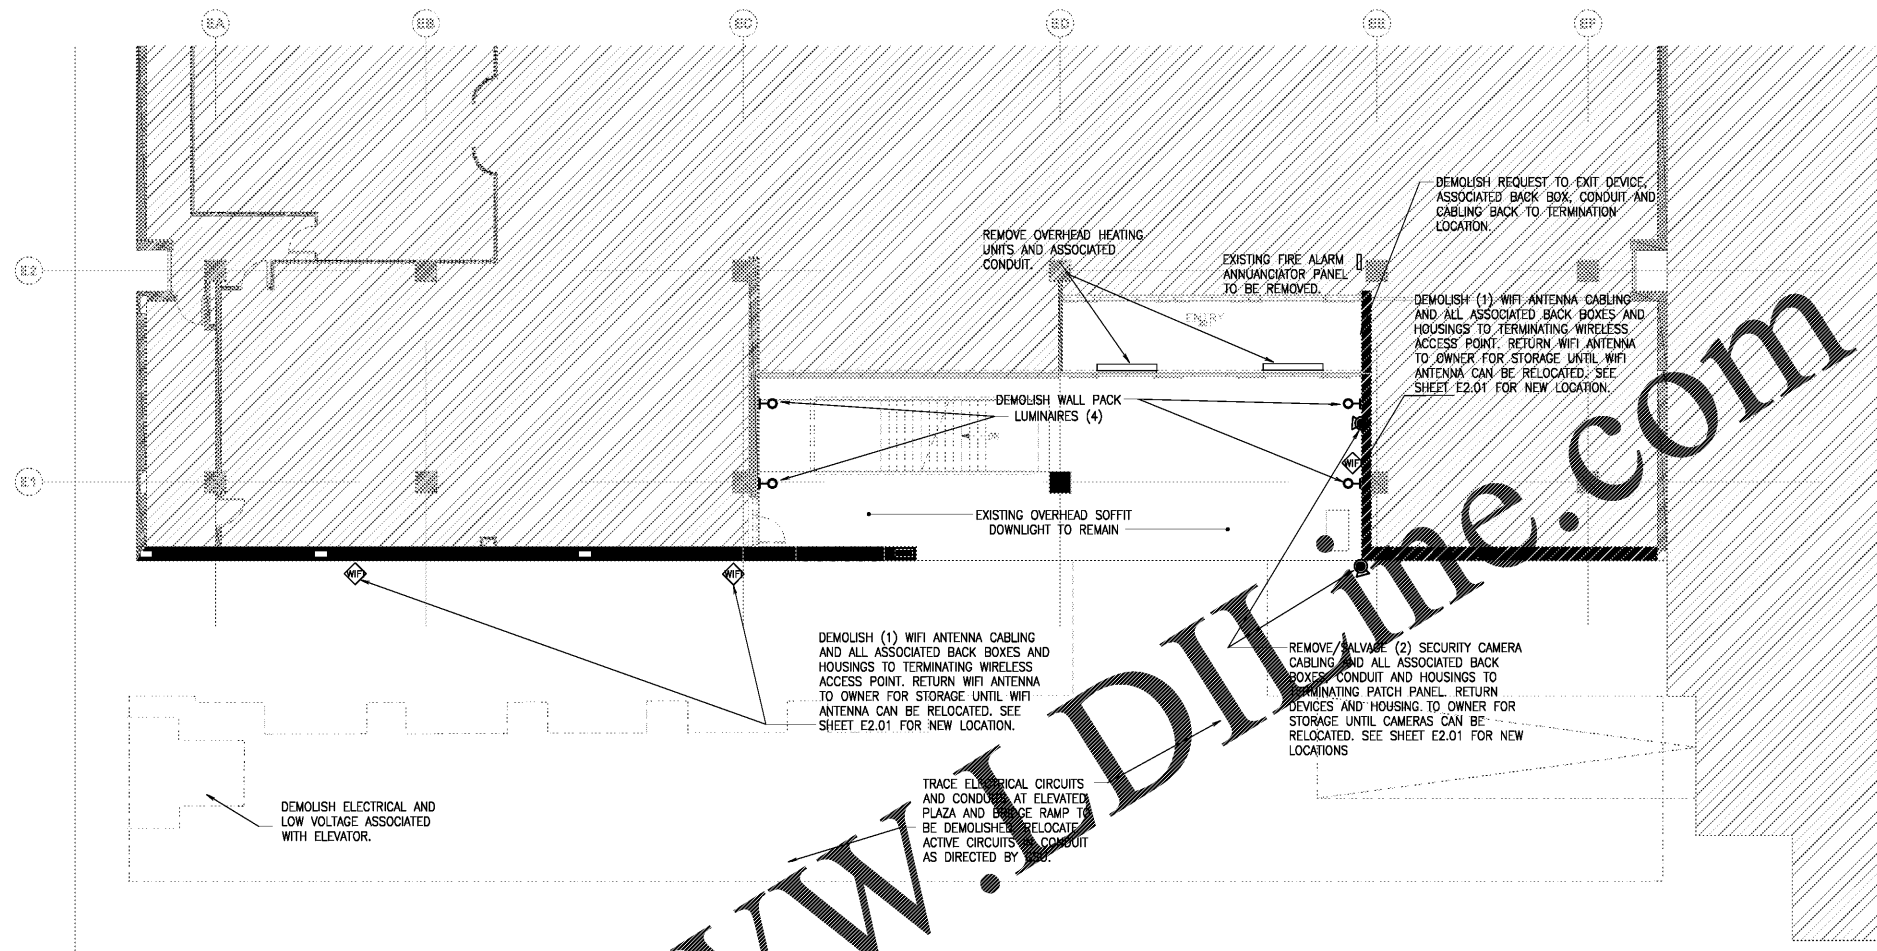 EA
EB
EC
ED
EE
EF
DEMOLISH REQUEST TO EXIT DEVICE,
ASSOCIATED BACK BOX, CONDUIT AND
CABLING BACK TO TERMINATION
LOCATION.
REMOVE OVERHEAD HEATING
UNITS AND ASSOCIATED
CONDUIT.
E2
EXISTING FIRE ALARM
ANNUANCIATOR PANEL
TO BE REMOVED.
DEMOLISH (1) WIFI ANTENNA CABLING
AND ALL ASSOCIATED BACK BOXES AND
HOUSINGS TO TERMINATING WIRELESS
ACCESS POINT. RETURN WIFI ANTENNA
TO OWNER FOR STORAGE UNTIL WIFI
ANTENNA CAN BE RELOCATED. SEE
SHEET E2.01 FOR NEW LOCATION.
ENTRY
DEMOLISH WALL PACK
LUMINAIRES (4)
WIFI
E1
EXISTING OVERHEAD SOFFIT
DOWNLIGHT TO REMAIN
WIFI
WIFI
DEMOLISH (1) WIFI ANTENNA CABLING
AND ALL ASSOCIATED BACK BOXES AND
HOUSINGS TO TERMINATING WIRELESS
ACCESS POINT. RETURN WIFI ANTENNA
TO OWNER FOR STORAGE UNTIL WIFI
ANTENNA CAN BE RELOCATED. SEE
SHEET E2.01 FOR NEW LOCATION.
REMOVE/SALVAGE (2) SECURITY CAMERA
CABLING AND ALL ASSOCIATED BACK
BOXES, CONDUIT AND HOUSINGS TO
TERMINATING PATCH PANEL. RETURN
DEVICES AND HOUSING TO OWNER FOR
STORAGE UNTIL CAMERAS CAN BE
RELOCATED. SEE SHEET E2.01 FOR NEW
LOCATIONS
TRACE ELECTRICAL CIRCUITS
AND CONDUITS AT ELEVATED
PLAZA AND BRIDGE RAMP TO
BE DEMOLISHED. RELOCATE
ACTIVE CIRCUITS IN CONDUIT
AS DIRECTED BY
DEMOLISH ELECTRICAL AND
LOW VOLTAGE ASSOCIATED
WITH ELEVATOR.
WW.LDILine.com